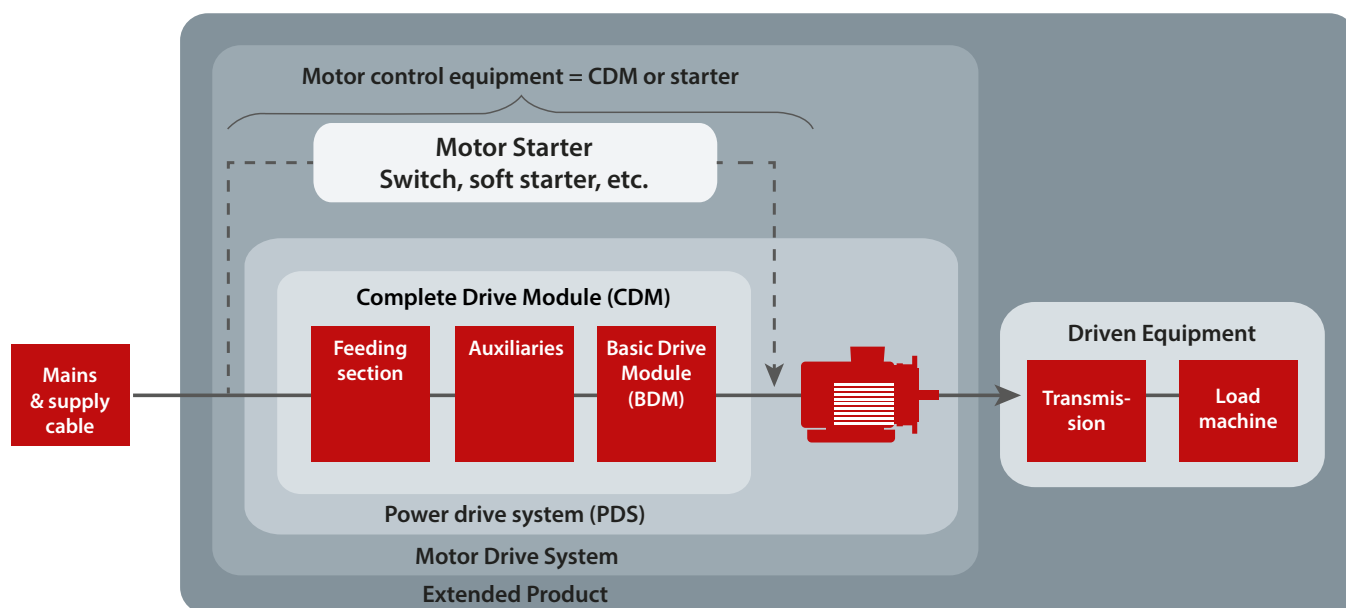 Motor control equipment = CDM or starter
Motor Starter
Switch, soft starter, etc.
Complete Drive Module (CDM)
Mains
& supply
cable
Feeding
section
Auxiliaries
Basic Drive
Module
(BDM)
Driven Equipment
Transmis-
sion
Load
machine
Power drive system (PDS)
Motor Drive System
Extended Product